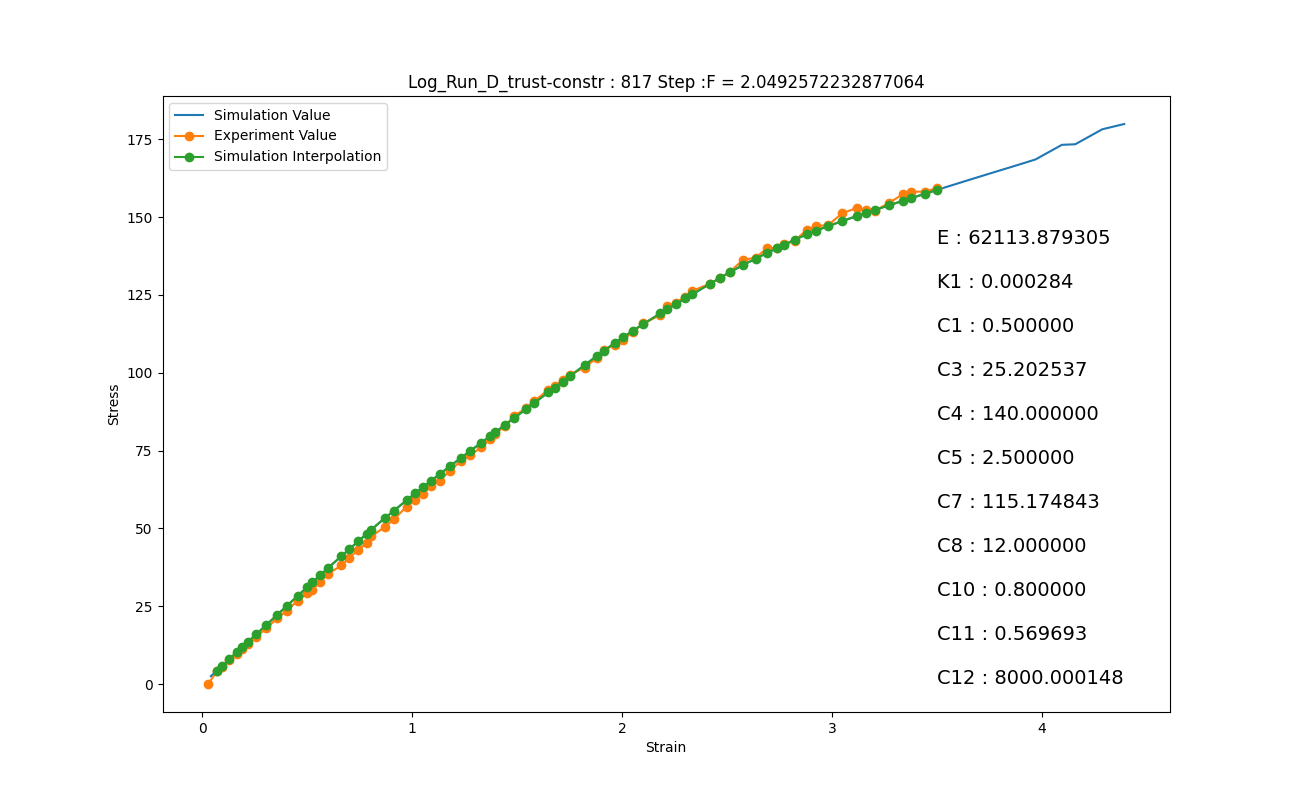 Log_Run_D_trust-constr : 817 Step :F = 2.0492572232877064
Simulation Value
Experiment Value
Simulation Interpolation
175
150
125
100
75
50
25
0
Stress
E : 62113.879305
K1 : 0.000284
C1 : 0.500000
C3 : 25.202537
C4 : 140.000000
C5 : 2.500000
C7 : 115.174843
C8 : 12.000000
C10 : 0.800000
C11 : 0.569693
C12 : 8000.000148
0 1 2 3 4
Strain